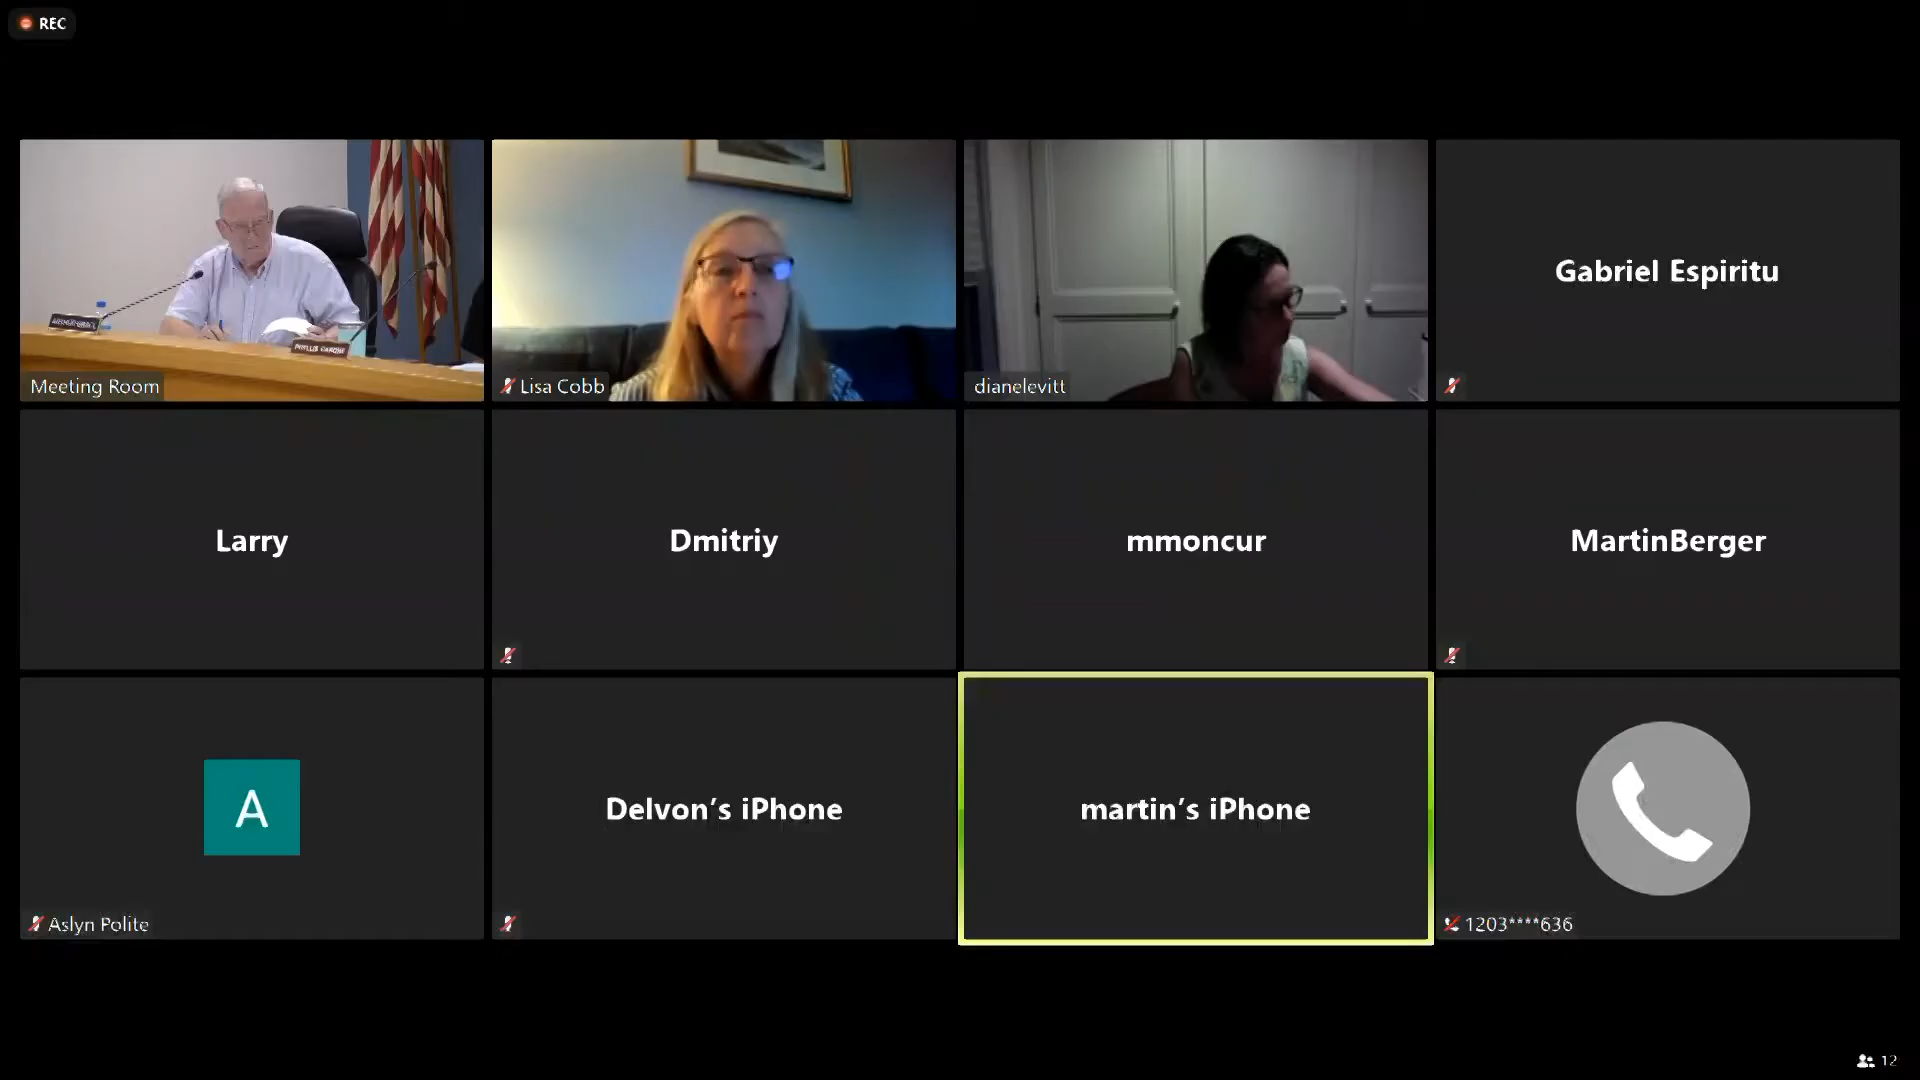 REC
Meeting Room
Lisa Cobb
dianelevitt
Gabriel Espiritu
Larry
Dmitriy
mmoncur
MartinBerger
A
Aslyn Polite
Delvon’s iPhone
martin’s iPhone
1203****636
12